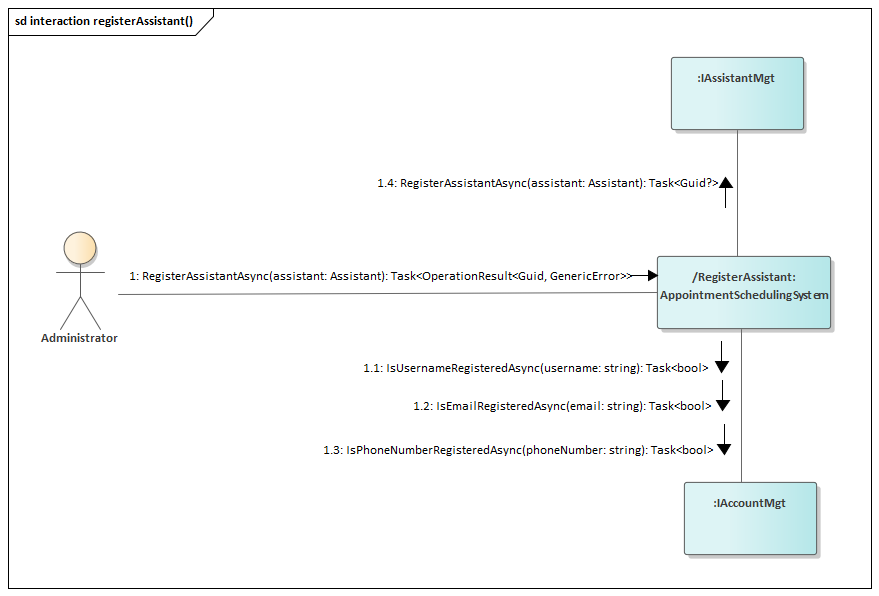 sd interaction registerAssistant()
:IAssistantMgt
1.4: RegisterAssistantAsync(assistant: Assistant): Task<Guid?>
1: RegisterAssistantAsync(assistant: Assistant): Task<OperationResult<Guid, GenericError>>
/RegisterAssistant:
AppointmentSchedulingSystem
Administrator
1.1: IsUsernameRegisteredAsync(username: string): Task<bool>
1.2: IsEmailRegisteredAsync(email: string): Task<bool>
1.3: IsPhoneNumberRegisteredAsync(phoneNumber: string): Task<bool>
:IAccountMgt